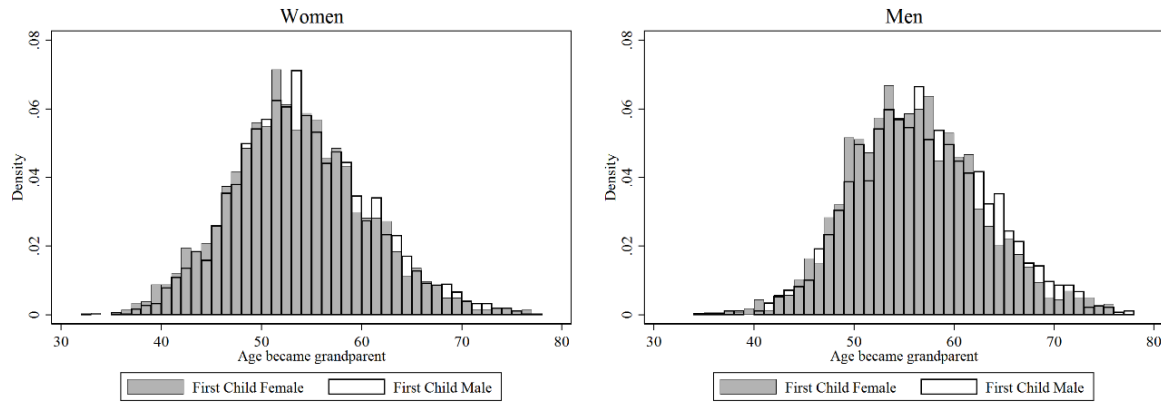 Women
Density
0
.02
.04
.06
.08
30 40 50 60 70 80
Age became grandparent
First Child Female First Child Male
Men
Density
0
.02
.04
.06
.08
30 40 50 60 70 80
Age became grandparent
First Child Female First Child Male